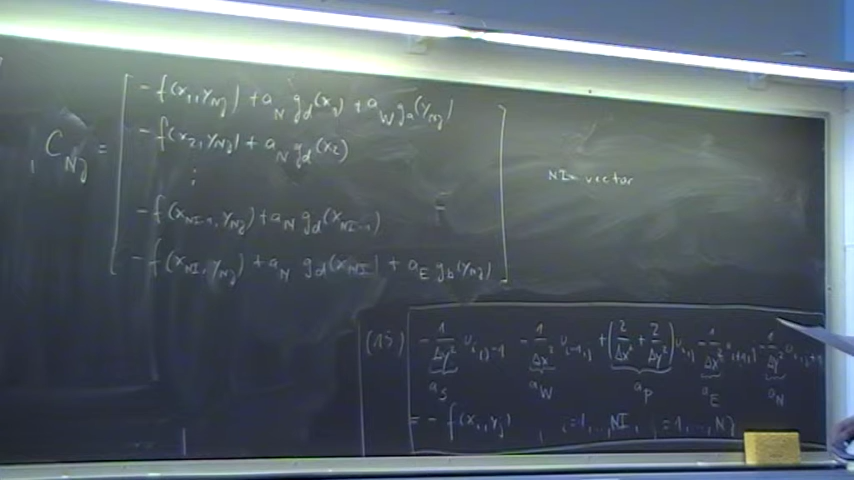 C_NJ = [ -f(x_1, y_NJ) + a_N g_d(x_1) + a_W g_a(y_NJ)
-f(x_2, y_NJ) + a_N g_d(x_2)
⋮
-f(x_NI-1, y_NJ) + a_N g_d(x_NI-1)
-f(x_NI, y_NJ) + a_N g_d(x_NI) + a_E g_b(y_NJ) ]
NI- vector
(15) -1/Δy² u_i,j-1 -1/Δx² u_i-1,j + (2/Δx² + 2/Δy²) u_i,j -1/Δx² u_i+1,j -1/Δy² u_i,j+1
a_S a_W a_P a_E a_N
= -f(x_i, y_j) , i=1,...,NI, j=1,...,NJ